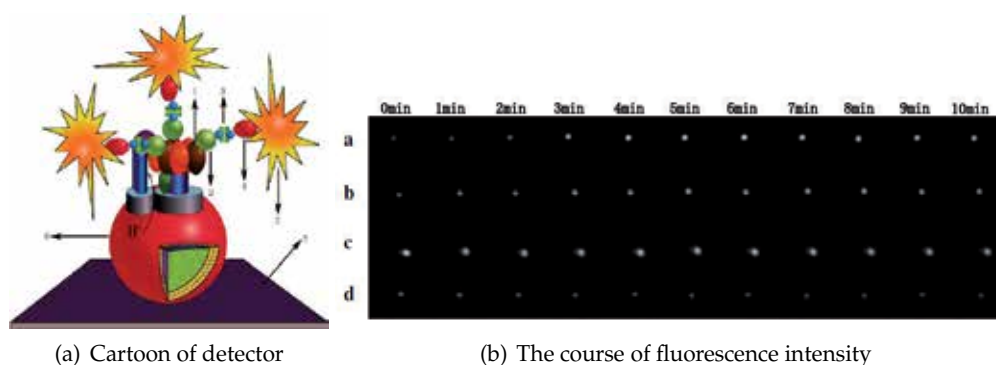 0min 1min 2min 3min 4min 5min 6min 7min 8min 9min 10min
a
b
c
d
(a) Cartoon of detector
(b) The course of fluorescence intensity